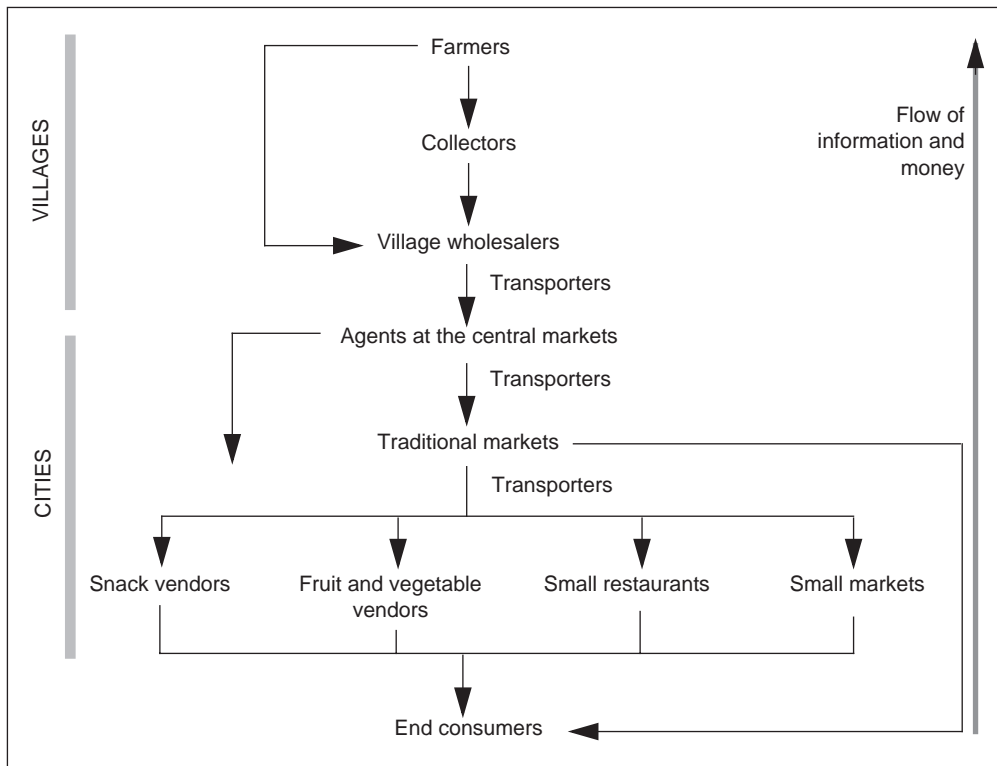 Farmers
Flow of
information and
money
Collectors
VILLAGES
Village wholesalers
Transporters
Agents at the central markets
Transporters
Traditional markets
CITIES
Transporters
Snack vendors
Fruit and vegetable
vendors
Small restaurants
Small markets
End consumers